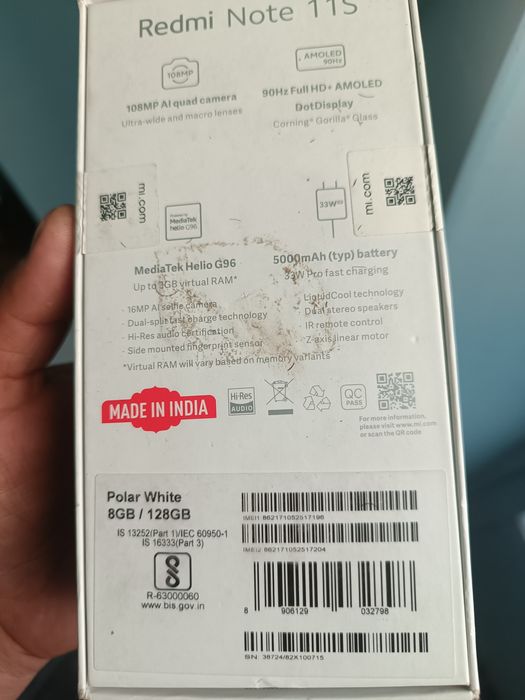 Redmi Note 11S
108MP
AMOLED
90Hz
108MP AI quad camera
Ultra-wide and macro lenses
90Hz Full HD+ AMOLED
DotDisplay
Corning® Gorilla® Glass
mi.com
mi.com
Powered by
MediaTek
helio G96
33W
MediaTek Helio G96
Up to 3GB virtual RAM*
5000mAh (typ) battery
33W Pro fast charging
- 16MP AI selfie camera
- Dual-split fast charge technology
- Hi-Res audio certification
- Side mounted fingerprint sensor
- LiquidCool technology
- Dual stereo speakers
- IR remote control
- Z-axis linear motor
*Virtual RAM will vary based on memory variants
MADE IN INDIA
Hi-Res
AUDIO
QC
PASS
For more information,
please visit www.mi.com
or scan the QR code
Polar White
8GB / 128GB
IS 13252(Part 1)/IEC 60950-1
IS 16333(Part 3)
R-63000060
www.bis.gov.in
IMEI1: 862171052517196
IMEI2: 862171052517204
8 906129 032798
SN: 38724/82X100715